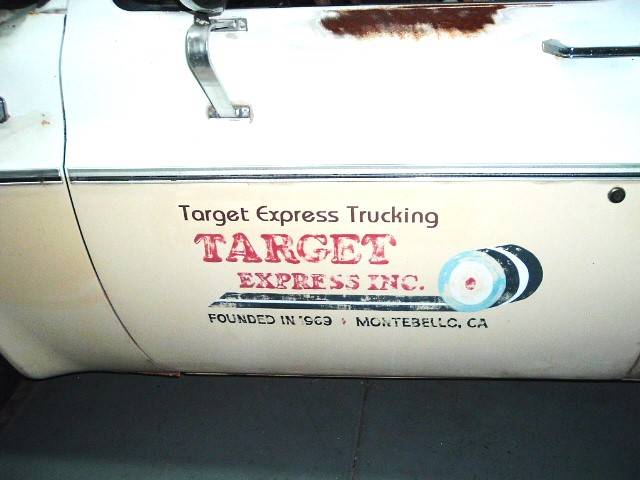 Target Express Trucking
TARGET
EXPRESS INC.
FOUNDED IN 1969 MONTEBELLO, CA